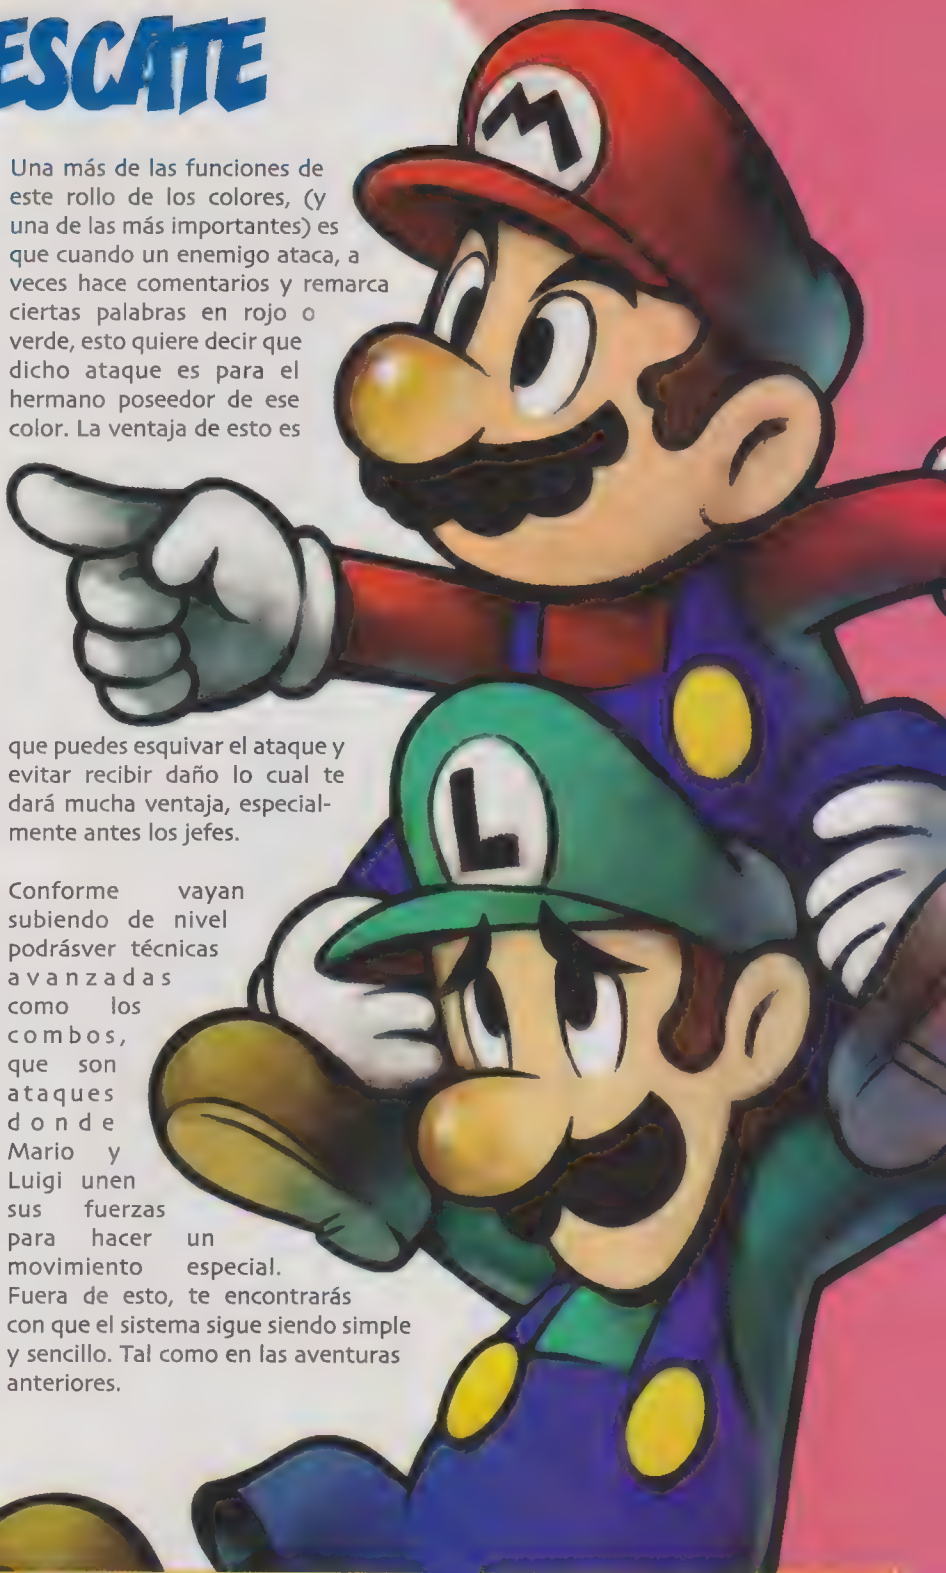 ESCATE
M
Una más de las funciones de
este rollo de los colores, (y
una de las más importantes) es
que cuando un enemigo ataca, a
veces hace comentarios y remarca
ciertas palabras en rojo o
verde, esto quiere decir que
dicho ataque es para el
hermano poseedor de ese
color. La ventaja de esto es
que puedes esquivar el ataque y
evitar recibir daño lo cual te
dará mucha ventaja, especial-
mente antes los jefes.
L
Conforme vayan
subiendo de nivel
podrásver técnicas
avanzadas
como los
combos,
que son
ataques
donde
Mario y
Luigi unen
sus fuerzas
para hacer un
movimiento especial.
Fuera de esto, te encontrarás
con que el sistema sigue siendo simple
y sencillo. Tal como en las aventuras
anteriores.